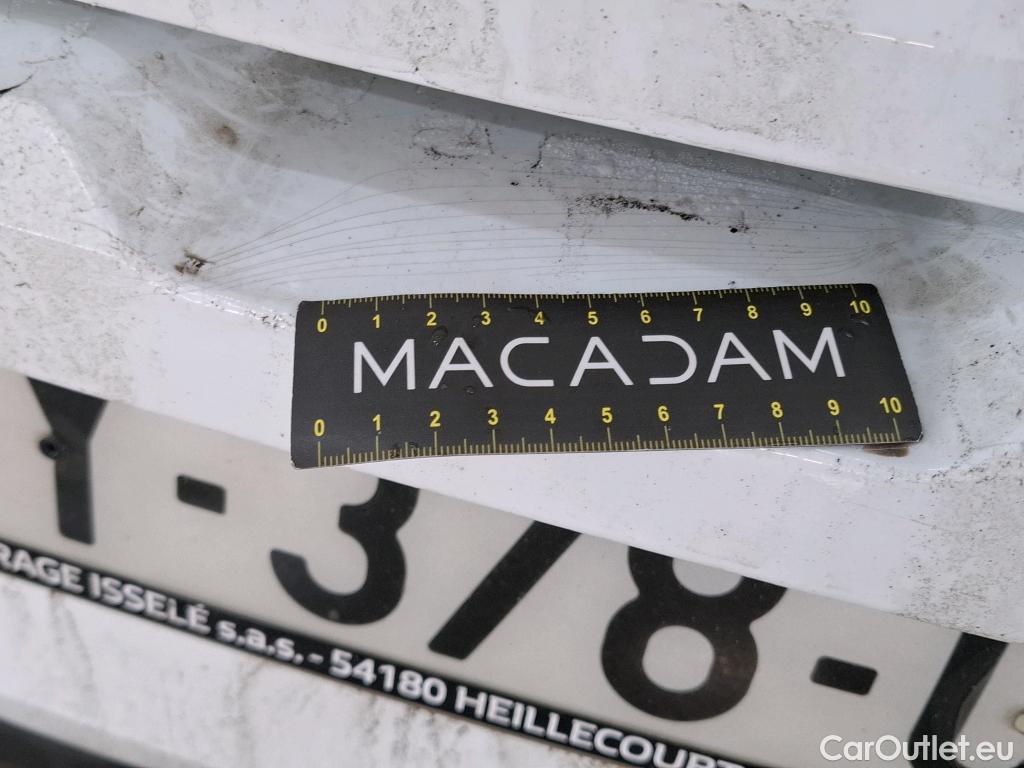 0 1 2 3 4 5 6 7 8 9 10
MACADAM
0 1 2 3 4 5 6 7 8 9 10
Y-378-
RAGE ISSELÉ s.a.s. - 54180 HEILLECOURT
CarOutlet.eu